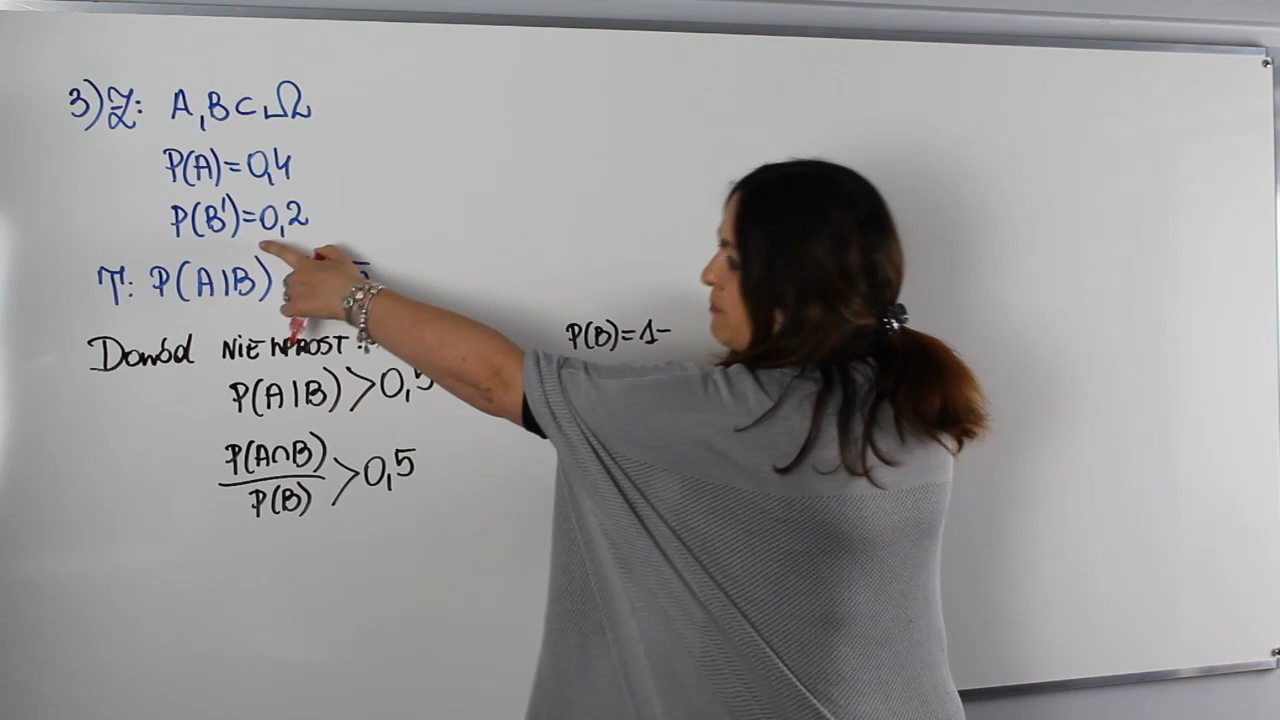 3) Z: A, B ⊂ Ω
P(A)=0,4
P(B')=0,2
T: P(A|B)
Dowód NIE WPROST:
P(A|B)>0,5
P(A∩B)/P(B) > 0,5
P(B)=1-